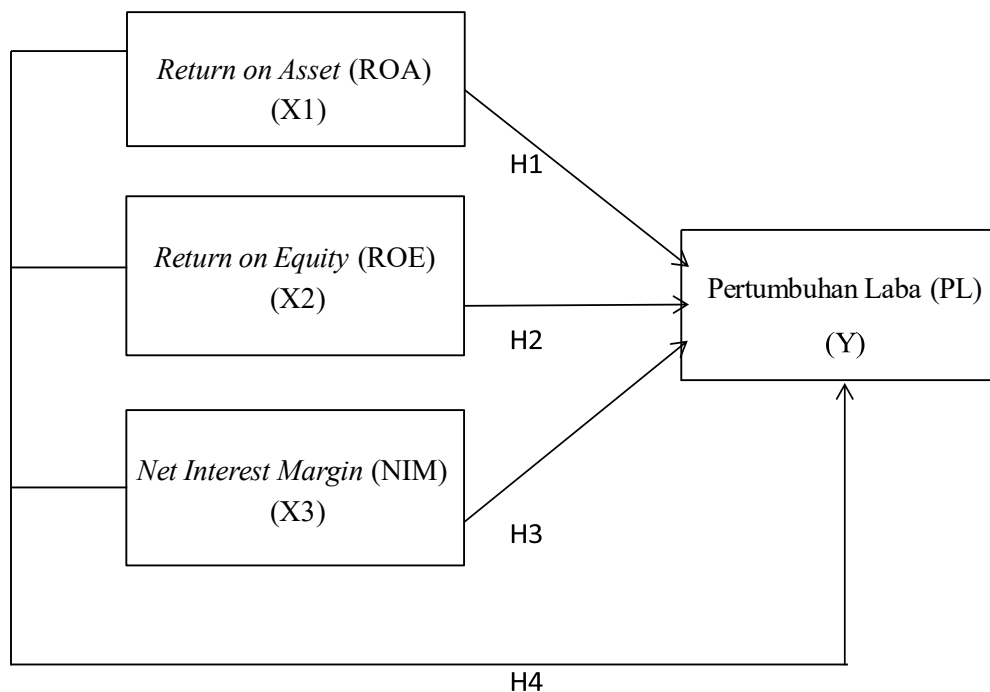 Return on Asset (ROA)
(X1)
H1
Return on Equity (ROE)
(X2)
H2
Net Interest Margin (NIM)
(X3)
H3
Pertumbuhan Laba (PL)
(Y)
H4